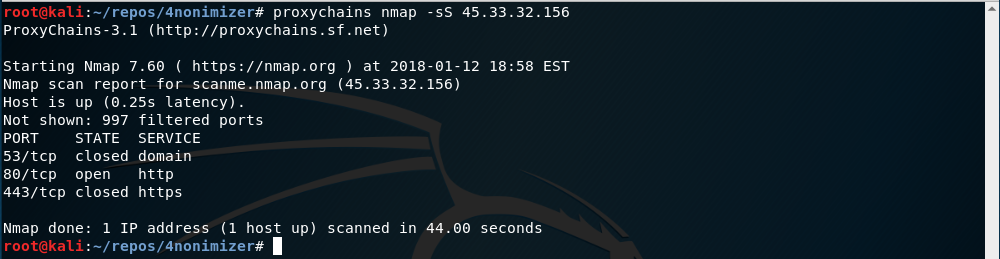 root@kali:~/repos/4nonimizer# proxychains nmap -sS 45.33.32.156
ProxyChains-3.1 (http://proxychains.sf.net)
Starting Nmap 7.60 ( https://nmap.org ) at 2018-01-12 18:58 EST
Nmap scan report for scanme.nmap.org (45.33.32.156)
Host is up (0.25s latency).
Not shown: 997 filtered ports
PORT    STATE  SERVICE
53/tcp  closed domain
80/tcp  open   http
443/tcp closed https
Nmap done: 1 IP address (1 host up) scanned in 44.00 seconds
root@kali:~/repos/4nonimizer#